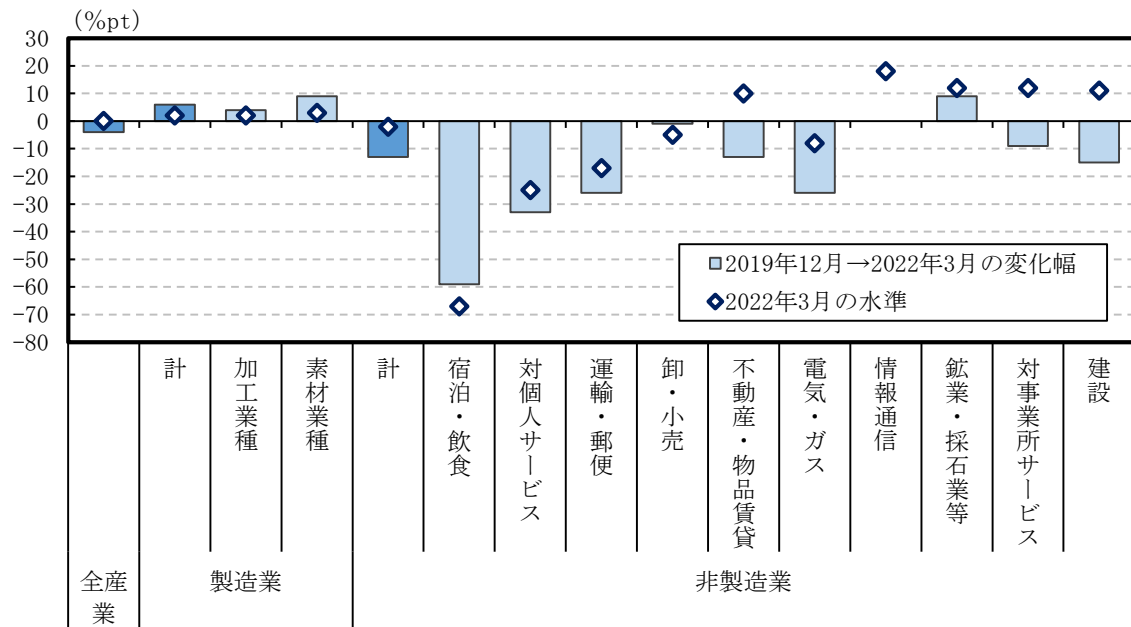 (%pt)
30
20
10
0
-10
-20
-30
-40
-50
-60
-70
-80
2019年12月→2022年3月の変化幅
2022年3月の水準
計
加工業種
素材業種
計
宿泊・飲食
対個人サービス
運輸・郵便
卸・小売
不動産・物品賃貸
電気・ガス
情報通信
鉱業・採石業等
対事業所サービス
建設
全産業
製造業
非製造業